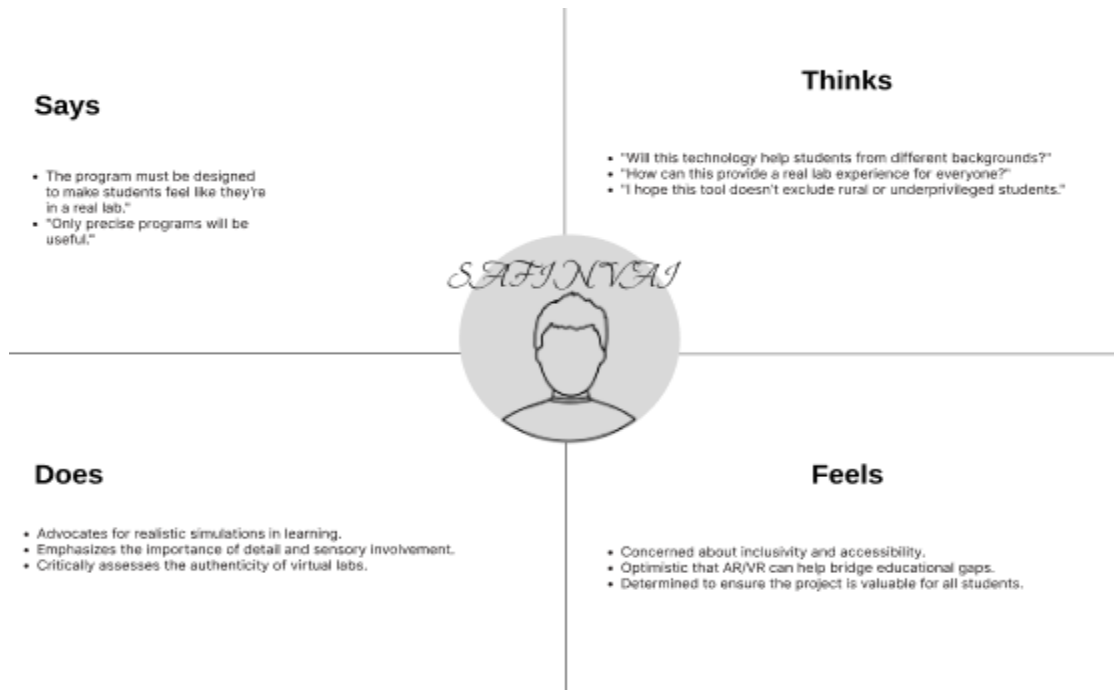 Says
• The program must be designed
to make students feel like they're
in a real lab."
• "Only precise programs will be
useful."
Thinks
• "Will this technology help students from different backgrounds?"
• "How can this provide a real lab experience for everyone?"
• "I hope this tool doesn't exclude rural or underprivileged students."
SAFIN VAI
Does
• Advocates for realistic simulations in learning.
• Emphasizes the importance of detail and sensory involvement.
• Critically assesses the authenticity of virtual labs.
Feels
• Concerned about inclusivity and accessibility.
• Optimistic that AR/VR can help bridge educational gaps.
• Determined to ensure the project is valuable for all students.